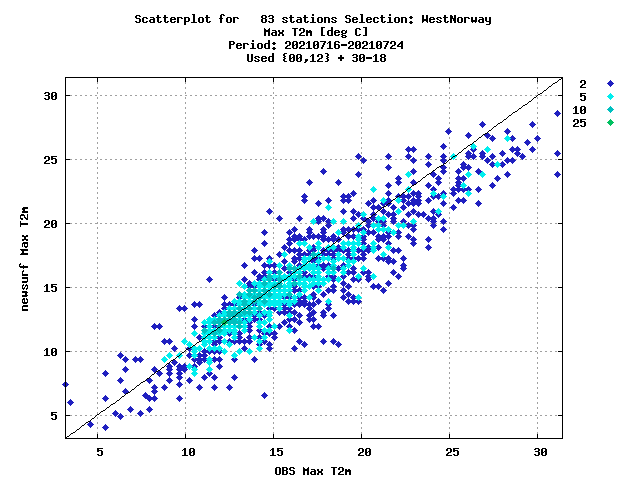 Scatterplot for   83 stations Selection: WestNorway
Max T2m [deg C]
Period: 20210716-20210724
Used {00,12} + 30-18
2
5
10
25
30
25
20
15
10
5
newsurf Max T2m
5 10 15 20 25 30
OBS Max T2m